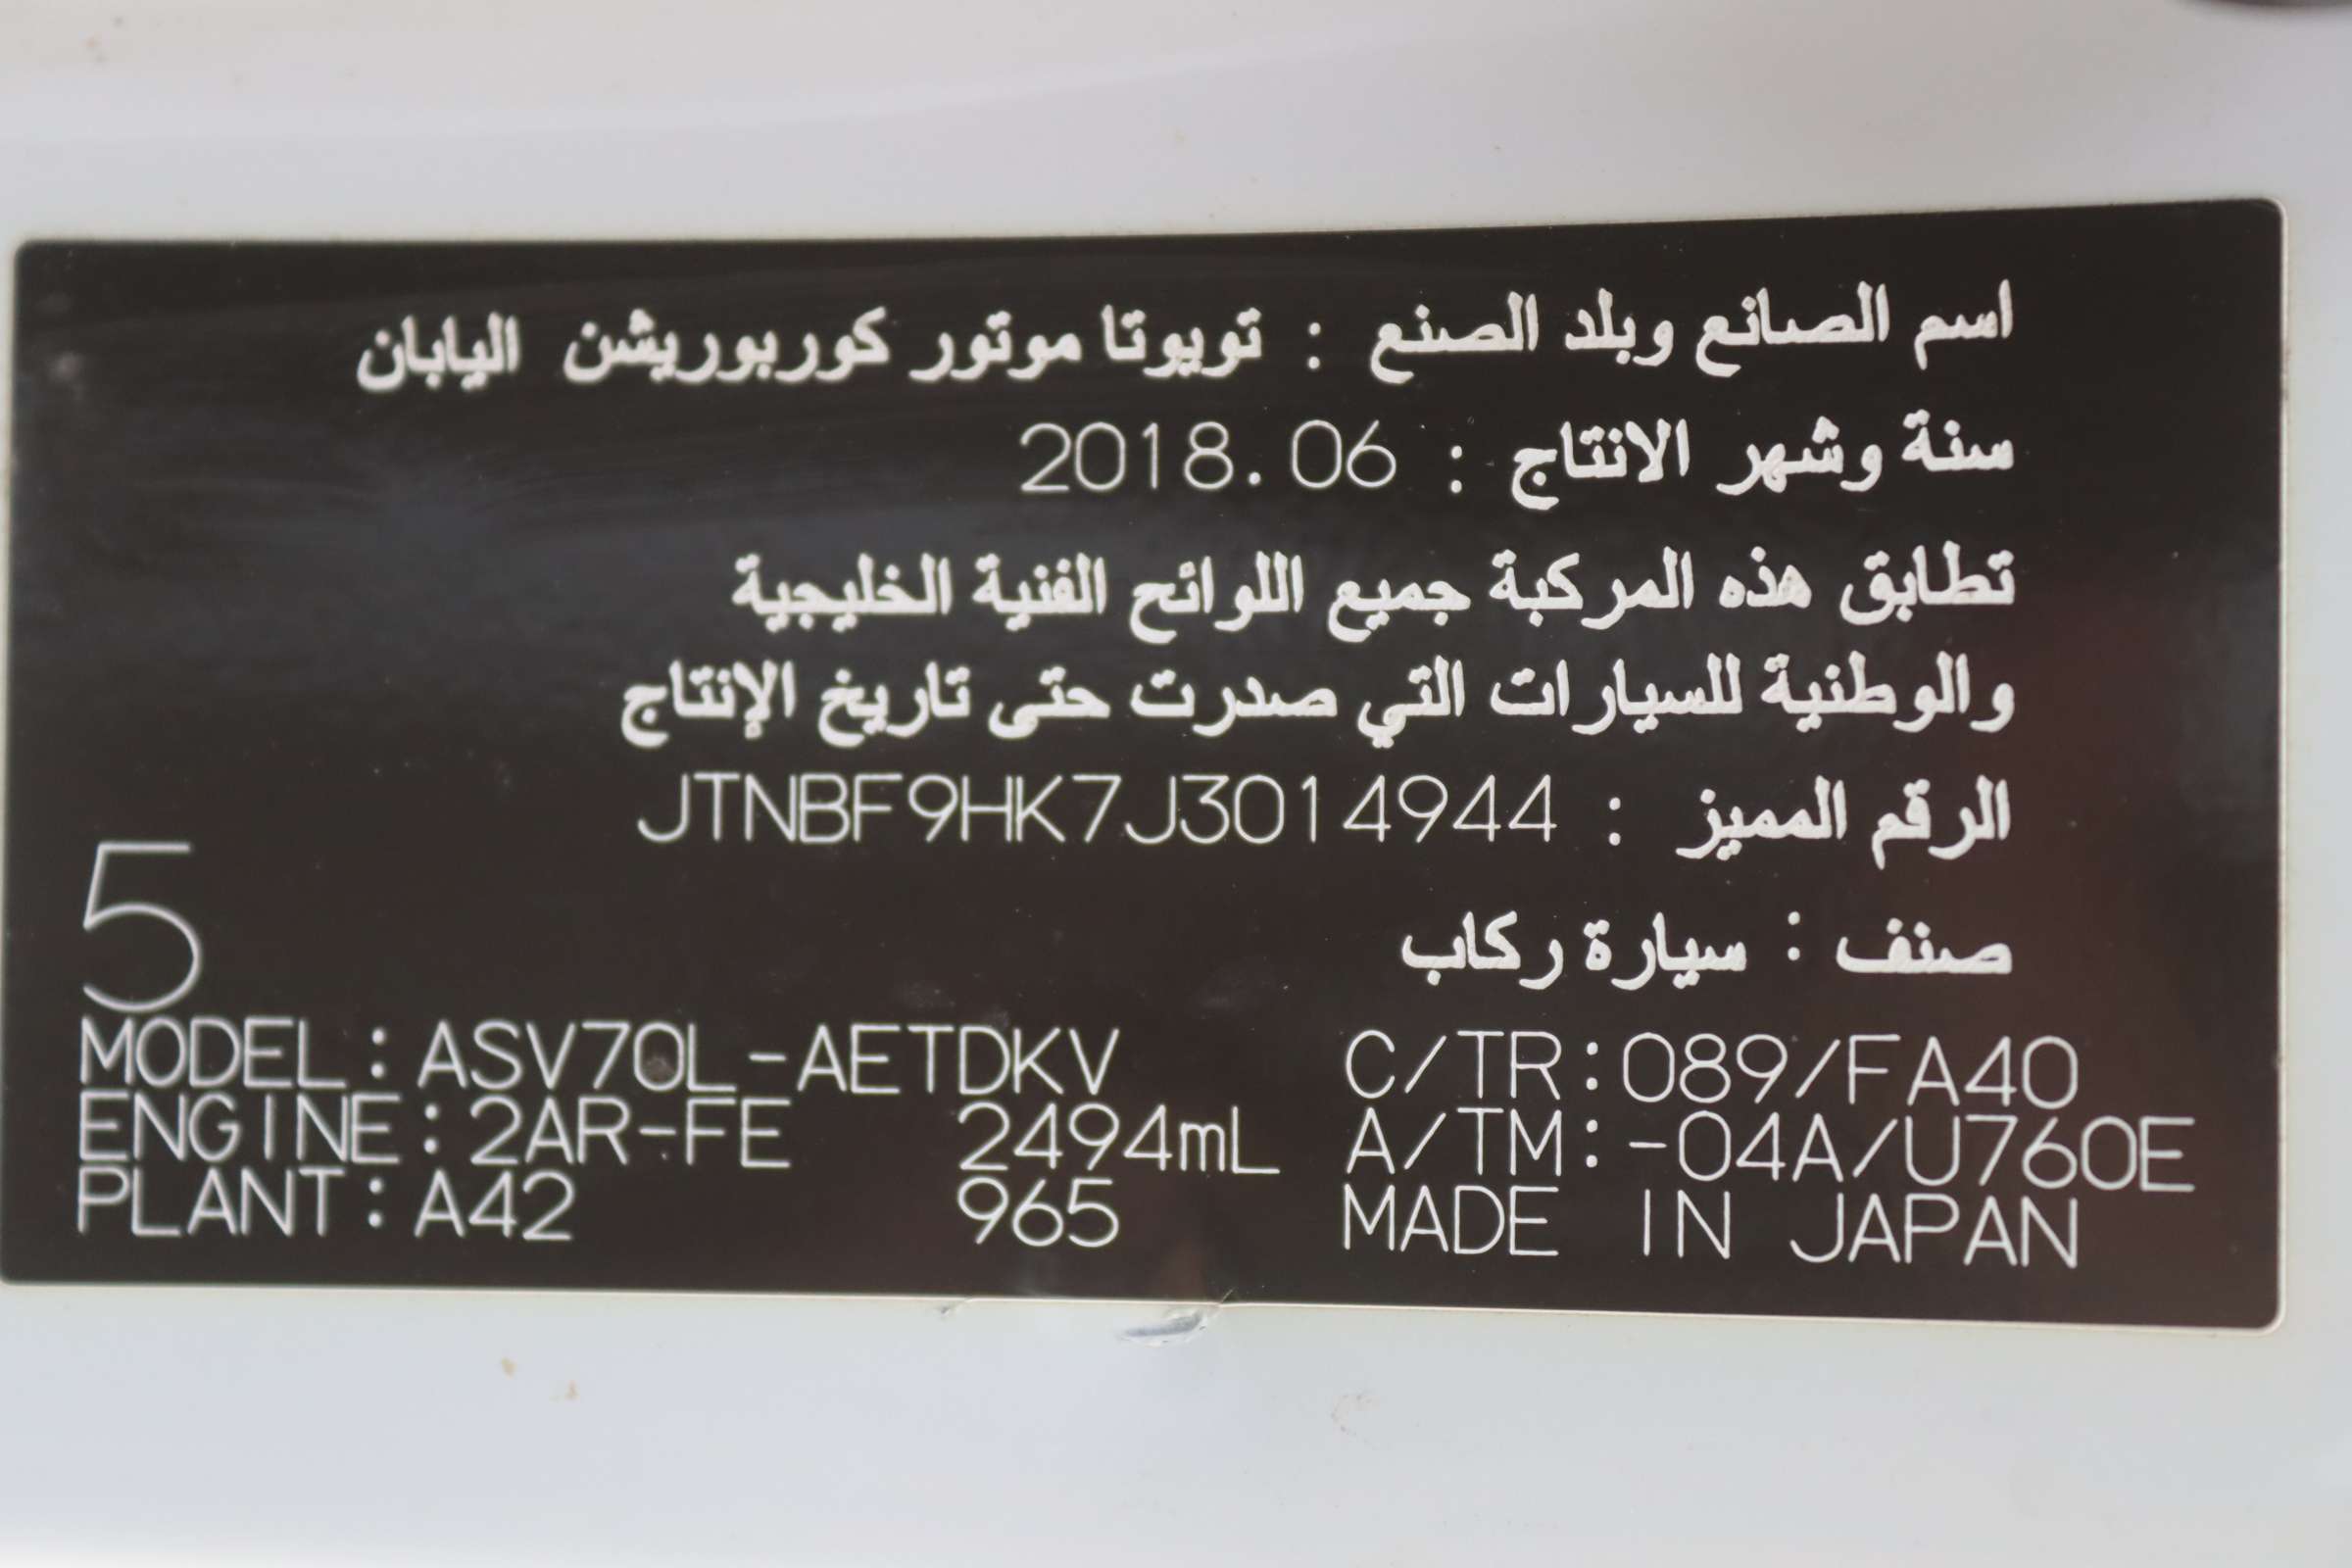 اسم الصانع وبلد الصنع : تويوتا موتور كوربوريشن اليابان
سنة وشهر الانتاج : 2018.06
تطابق هذه المركبة جميع اللوائح الفنية الخليجية
والوطنية للسيارات التي صدرت حتى تاريخ الإنتاج
الرقم المميز : JTNBF9HK7J3014944
صنف : سيارة ركاب
5
MODEL:ASV70L-AETDKV C/TR:089/FA40
ENGINE:2AR-FE 2494mL A/TM:-04A/U760E
PLANT:A42 965 MADE IN JAPAN